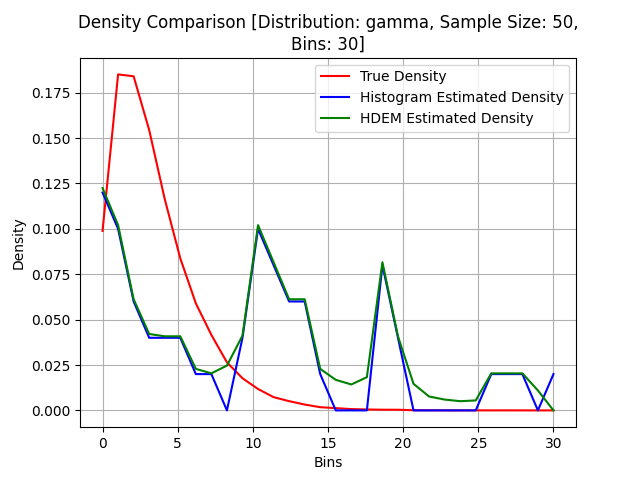 Density Comparison [Distribution: gamma, Sample Size: 50,
Bins: 30]
True Density
Histogram Estimated Density
HDEM Estimated Density
Density
0.175
0.150
0.125
0.100
0.075
0.050
0.025
0.000
0 5 10 15 20 25 30
Bins